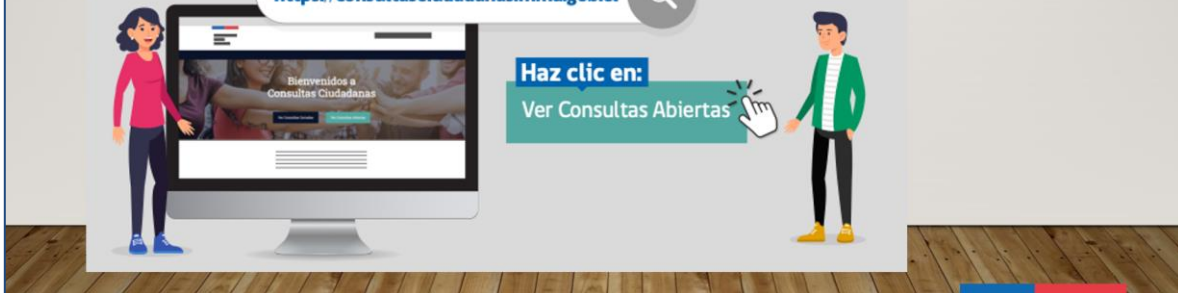 Haz clic en:
Ver Consultas Abiertas
Bienvenidos a
Consultas Ciudadanas